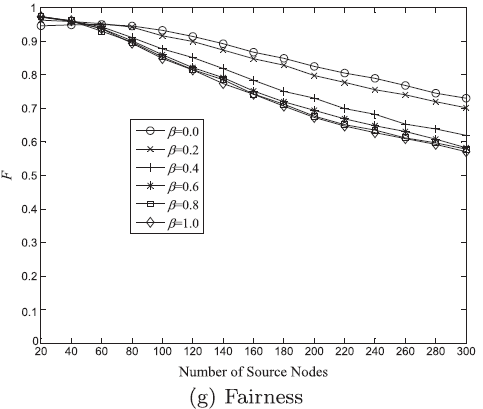 1
0.9
0.8
0.7
0.6
0.5
0.4
0.3
0.2
0.1
0
F
β=0.0
β=0.2
β=0.4
β=0.6
β=0.8
β=1.0
20 40 60 80 100 120 140 160 180 200 220 240 260 280 300
Number of Source Nodes
(g) Fairness